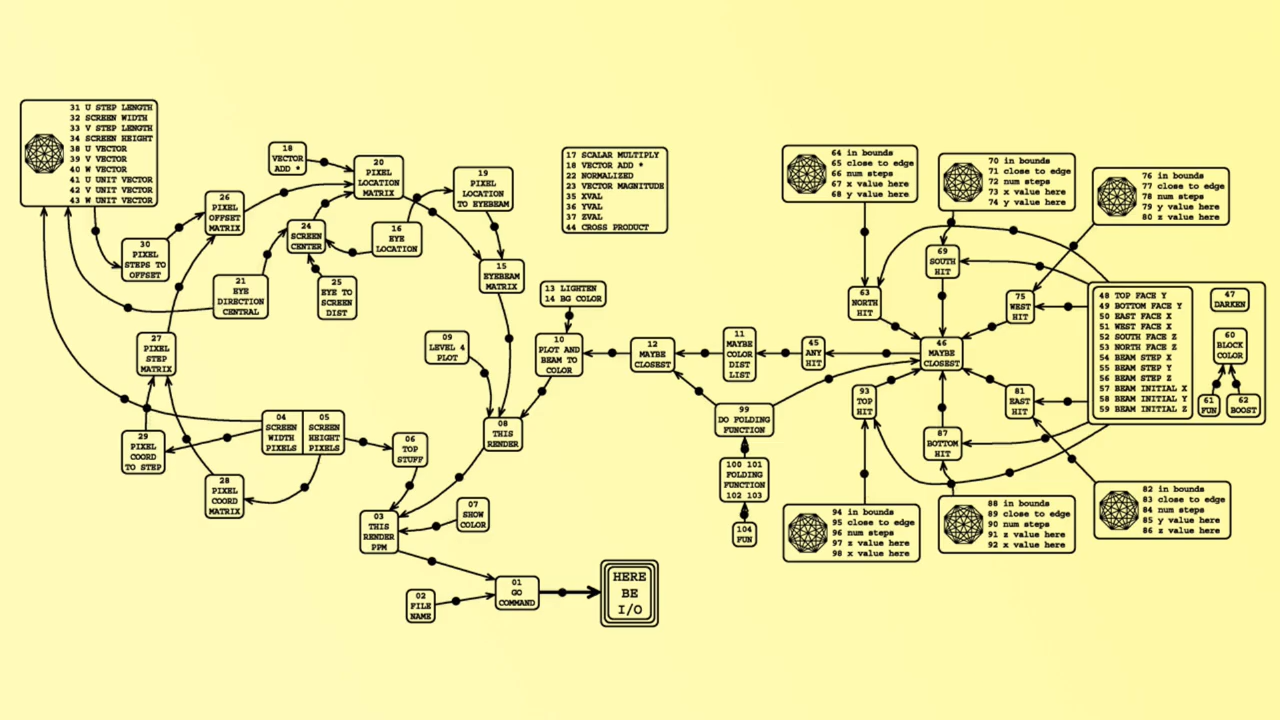 31 U STEP LENGTH
32 SCREEN WIDTH
33 V STEP LENGTH
34 SCREEN HEIGHT
38 U VECTOR
39 V VECTOR
40 W VECTOR
41 U UNIT VECTOR
42 V UNIT VECTOR
43 W UNIT VECTOR
18
VECTOR
ADD *
20
PIXEL
LOCATION
MATRIX
19
PIXEL
LOCATION
TO EYEBEAM
26
PIXEL
OFFSET
MATRIX
24
SCREEN
CENTER
16
EYE
LOCATION
30
PIXEL
STEPS TO
OFFSET
21
EYE
DIRECTION
CENTRAL
25
EYE TO
SCREEN
DIST
15
EYEBEAM
MATRIX
17 SCALAR MULTIPLY
18 VECTOR ADD *
22 NORMALIZED
23 VECTOR MAGNITUDE
35 XVAL
36 YVAL
37 ZVAL
44 CROSS PRODUCT
13 LIGHTEN
14 BG COLOR
27
PIXEL
STEP
MATRIX
09
LEVEL 4
PLOT
10
PLOT AND
BEAM TO
COLOR
12
MAYBE
CLOSEST
11
MAYBE
COLOR
DIST
LIST
45
ANY
HIT
46
MAYBE
CLOSEST
29
PIXEL
COORD
TO STEP
04
SCREEN
WIDTH
PIXELS
05
SCREEN
HEIGHT
PIXELS
06
TOP
STUFF
08
THIS
RENDER
28
PIXEL
COORD
MATRIX
03
THIS
RENDER
PPM
07
SHOW
COLOR
02
FILE
NAME
01
GO
COMMAND
HERE
BE
I/O
99
DO FOLDING
FUNCTION
100 101
FOLDING
FUNCTION
102 103
104
FUN
64 in bounds
65 close to edge
66 num steps
67 x value here
68 y value here
70 in bounds
71 close to edge
72 num steps
73 x value here
74 y value here
76 in bounds
77 close to edge
78 num steps
79 y value here
80 z value here
63
NORTH
HIT
69
SOUTH
HIT
75
WEST
HIT
93
TOP
HIT
87
BOTTOM
HIT
81
EAST
HIT
48 TOP FACE Y
49 BOTTOM FACE Y
50 EAST FACE X
51 WEST FACE X
52 SOUTH FACE Z
53 NORTH FACE Z
54 BEAM STEP X
55 BEAM STEP Y
56 BEAM STEP Z
57 BEAM INITIAL X
58 BEAM INITIAL Y
59 BEAM INITIAL Z
47
DARKEN
60
BLOCK
COLOR
61
FUN
62
BOOST
94 in bounds
95 close to edge
96 num steps
97 z value here
98 x value here
88 in bounds
89 close to edge
90 num steps
91 z value here
92 x value here
82 in bounds
83 close to edge
84 num steps
85 y value here
86 z value here